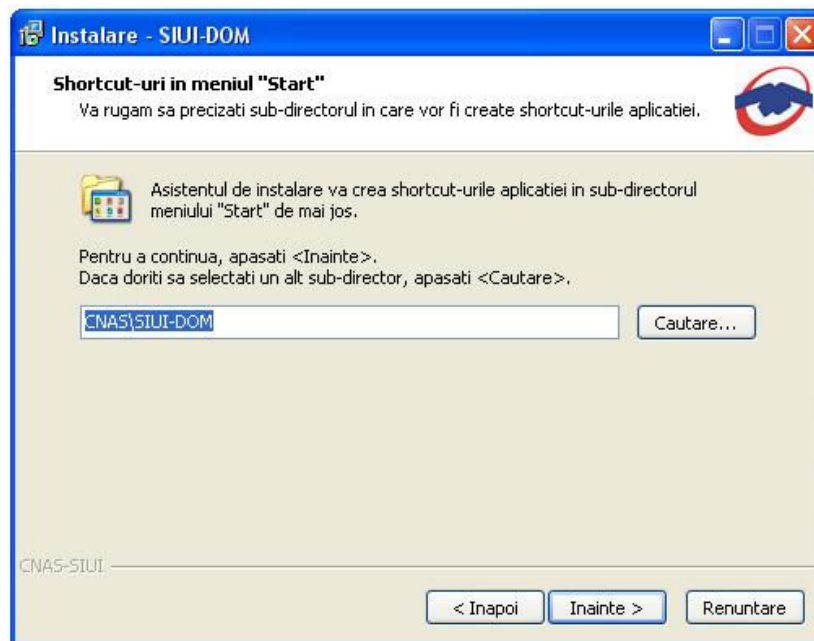 Instalare - SIUI-DOM
Shortcut-uri in meniul "Start"
Va rugam sa precizati sub-directorul in care vor fi create shortcut-urile aplicatiei.
Asistentul de instalare va crea shortcut-urile aplicatiei in sub-directorul
meniului "Start" de mai jos.
Pentru a continua, apasati <Inainte>.
Daca doriti sa selectati un alt sub-director, apasati <Cautare>.
CNAS\SIUI-DOM
Cautare...
CNAS-SIUI
< Inapoi
Inainte >
Renuntare